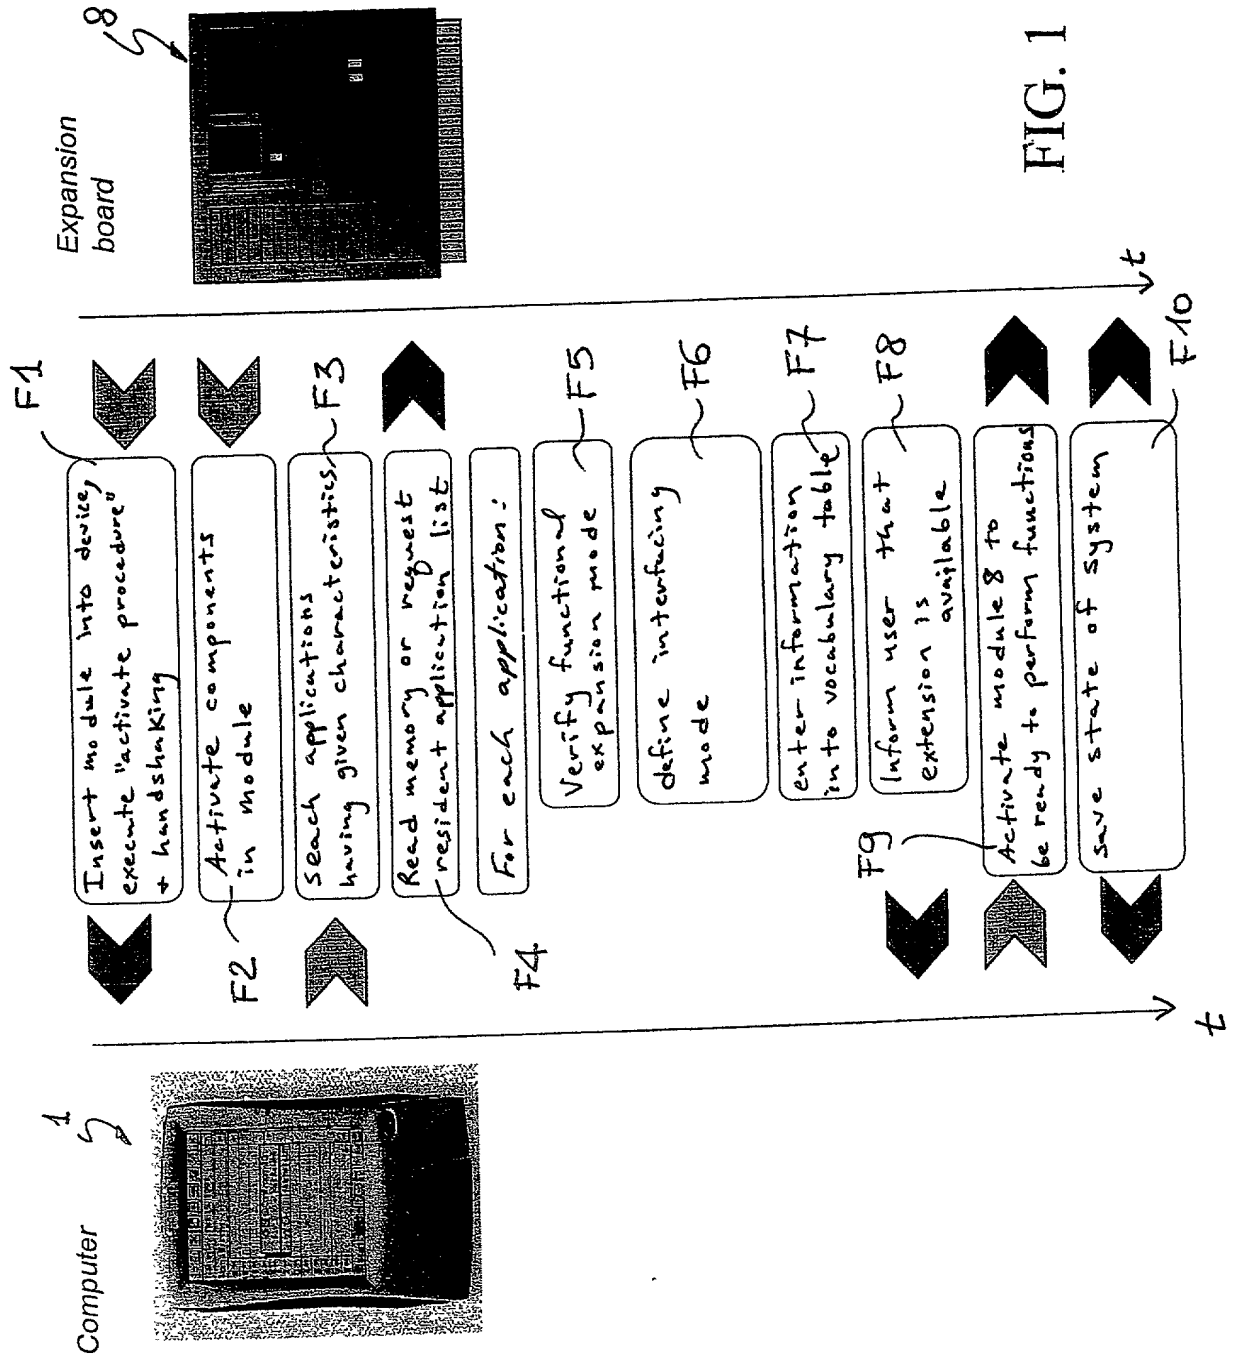 Computer
1
Expansion
board
8
F1
Insert module into device,
execute "activate procedure"
+ handshaking
F2
Activate components
in module
F3
seach applications
having given characteristics
F4
Read memory or request
resident application list
For each application:
F5
Verify functional
expansion mode
F6
define interfacing
mode
F7
enter information
into vocabulary table
F8
Inform user that
extension is
available
F9
Activate module 8 to
be ready to perform functions
F10
save state of system
t
t
FIG. 1